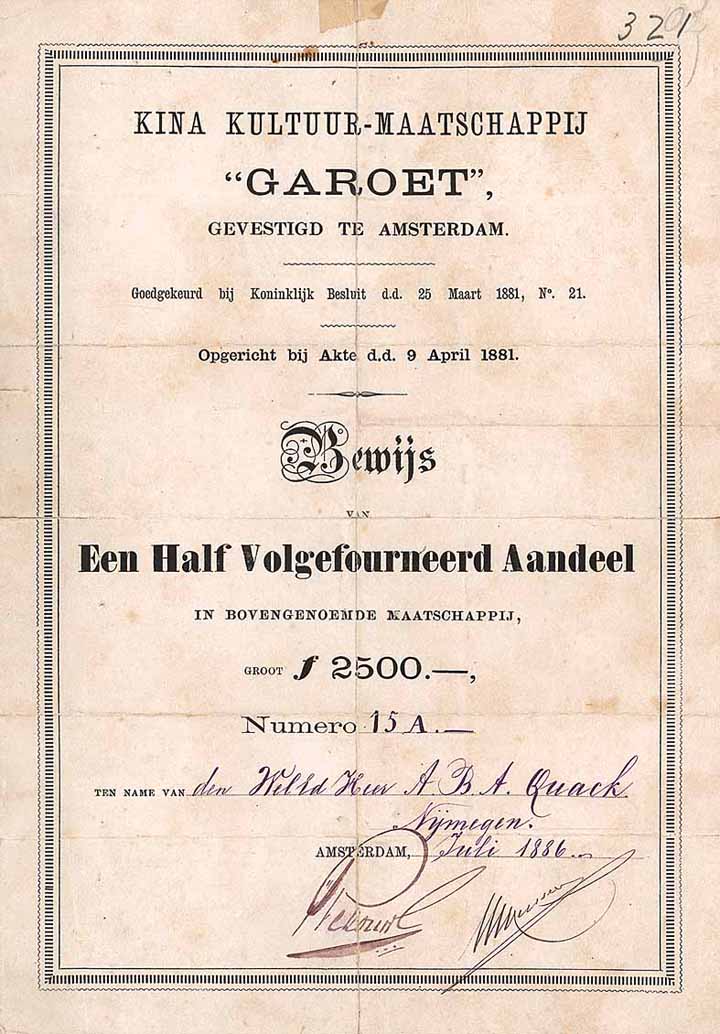 321
KINA KULTUUR-MAATSCHAPPIJ
“GAROET”,
GEVESTIGD TE AMSTERDAM.
Goedgekeurd bij Koninklijk Besluit d.d. 25 Maart 1881, No. 21.
Opgericht bij Akte d.d. 9 April 1881.
Bewijs
VAN
Een Half Volgefourneerd Aandeel
IN BOVENGENOEMDE MAATSCHAPPIJ,
GROOT ƒ 2500.—,
Numero 15 A.—
TEN NAME VAN den WelEd Heer A. B. A. Quack
Nijmegen.
AMSTERDAM, Juli 1886.